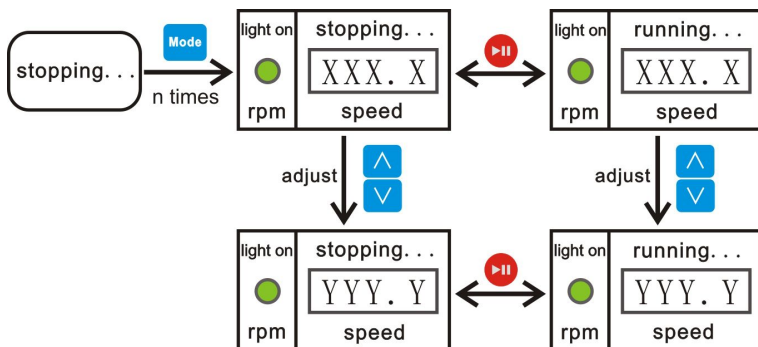 stopping. . .
Mode
n times
light on
rpm
stopping. . .
XXX. X
speed
light on
rpm
running. . .
XXX. X
speed
adjust
adjust
light on
rpm
stopping. . .
YYY. Y
speed
light on
rpm
running. . .
YYY. Y
speed